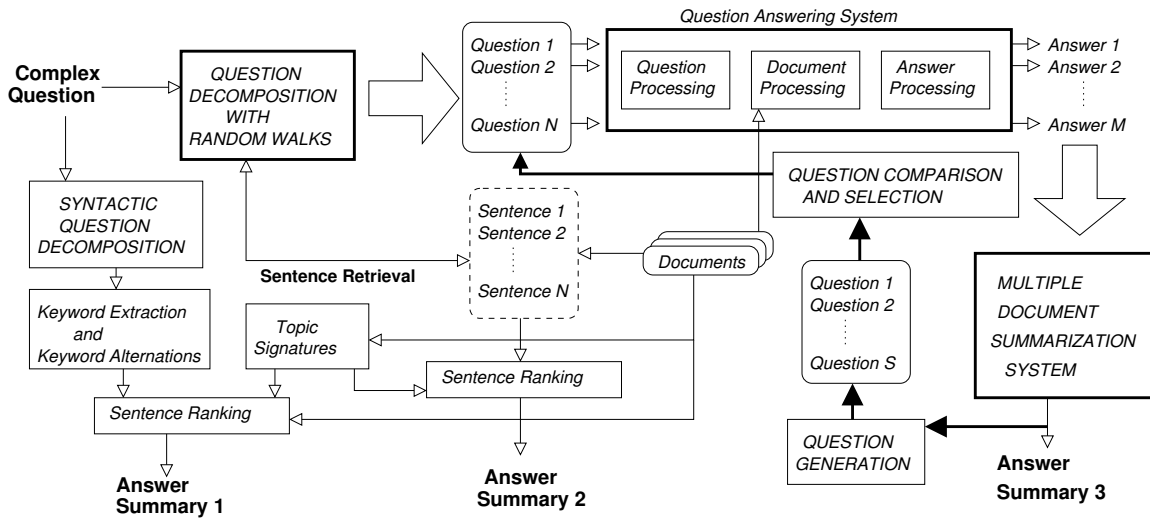 Question Answering System
Complex
Question
QUESTION
DECOMPOSITION
WITH
RANDOM WALKS
Question 1
Question 2
Question N
Question
Processing
Document
Processing
Answer
Processing
Answer 1
Answer 2
Answer M
SYNTACTIC
QUESTION
DECOMPOSITION
Sentence Retrieval
Sentence 1
Sentence 2
Sentence N
Documents
QUESTION COMPARISON
AND SELECTION
Keyword Extraction
and
Keyword Alternations
Topic
Signatures
Sentence Ranking
Sentence Ranking
Question 1
Question 2
Question S
MULTIPLE
DOCUMENT
SUMMARIZATION
SYSTEM
QUESTION
GENERATION
Answer
Summary 1
Answer
Summary 2
Answer
Summary 3